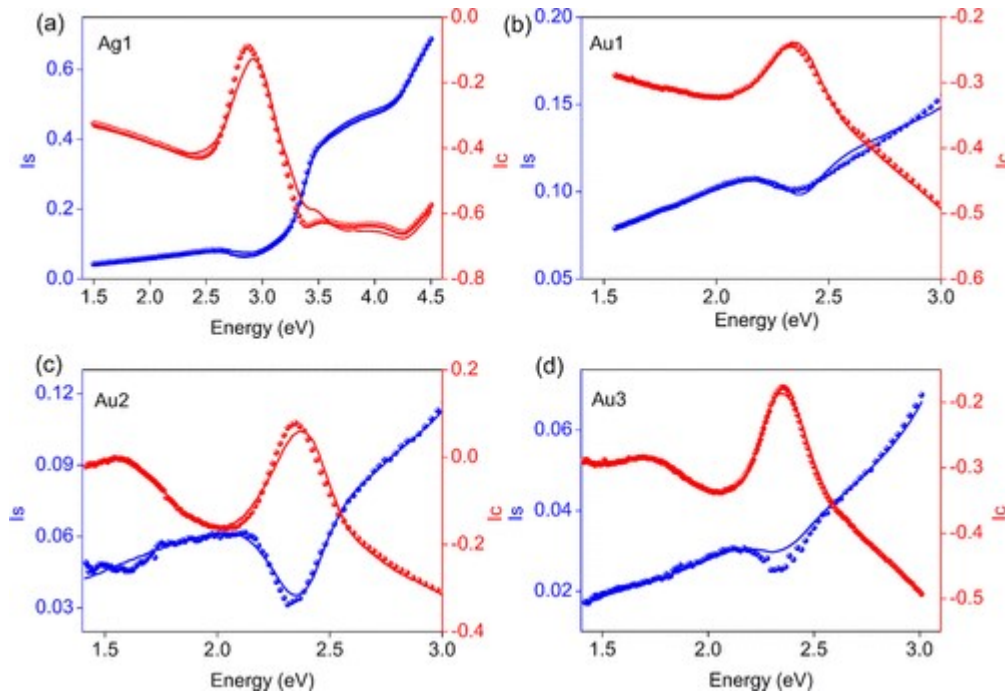 (a)
Ag1
0.6
0.4
0.2
0.0
Is
0.0
-0.2
-0.4
-0.6
-0.8
Ic
1.5 2.0 2.5 3.0 3.5 4.0 4.5
Energy (eV)
(b)
Au1
0.20
0.15
0.10
0.05
Is
-0.2
-0.3
-0.4
-0.5
-0.6
Ic
1.5 2.0 2.5 3.0
Energy (eV)
(c)
Au2
0.12
0.09
0.06
0.03
Is
0.2
0.0
-0.2
-0.4
Ic
1.5 2.0 2.5 3.0
Energy (eV)
(d)
Au3
0.06
0.04
0.02
Is
-0.2
-0.3
-0.4
-0.5
Ic
1.5 2.0 2.5 3.0
Energy (eV)